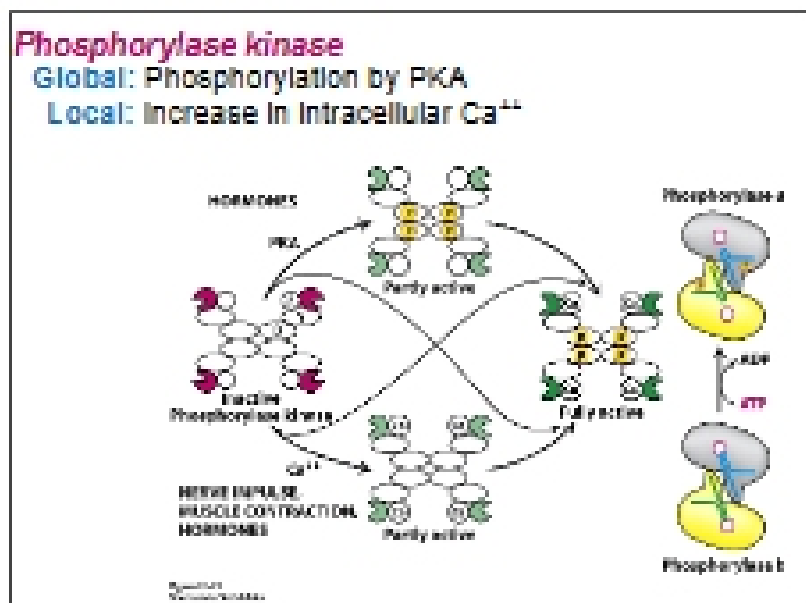 Phosphorylase kinase
Global: Phosphorylation by PKA
Local: Increase in Intracellular Ca++
HORMONES
PKA
P P
P P
Partly active
Phosphorylase a
Inactive
Phosphorylase kinase
P P
P P
Fully active
ADP
ATP
Ca++
NERVE IMPULSE,
MUSCLE CONTRACTION,
HORMONES
Partly active
Phosphorylase b